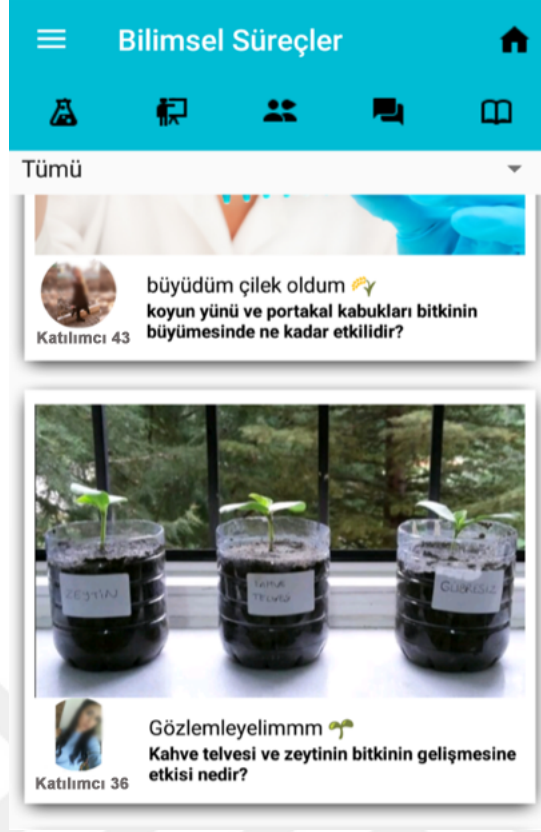 Bilimsel Süreçler
Tümü
büyüdüm çilek oldum
koyun yünü ve portakal kabukları bitkinin
büyümesinde ne kadar etkilidir?
Katılımcı 43
ZEYTİN
KAHVE
TELVESİ
GÜBRESİZ
Gözlemleyelimmm 🌱
Kahve telvesi ve zeytinin bitkinin gelişmesine
etkisi nedir?
Katılımcı 36